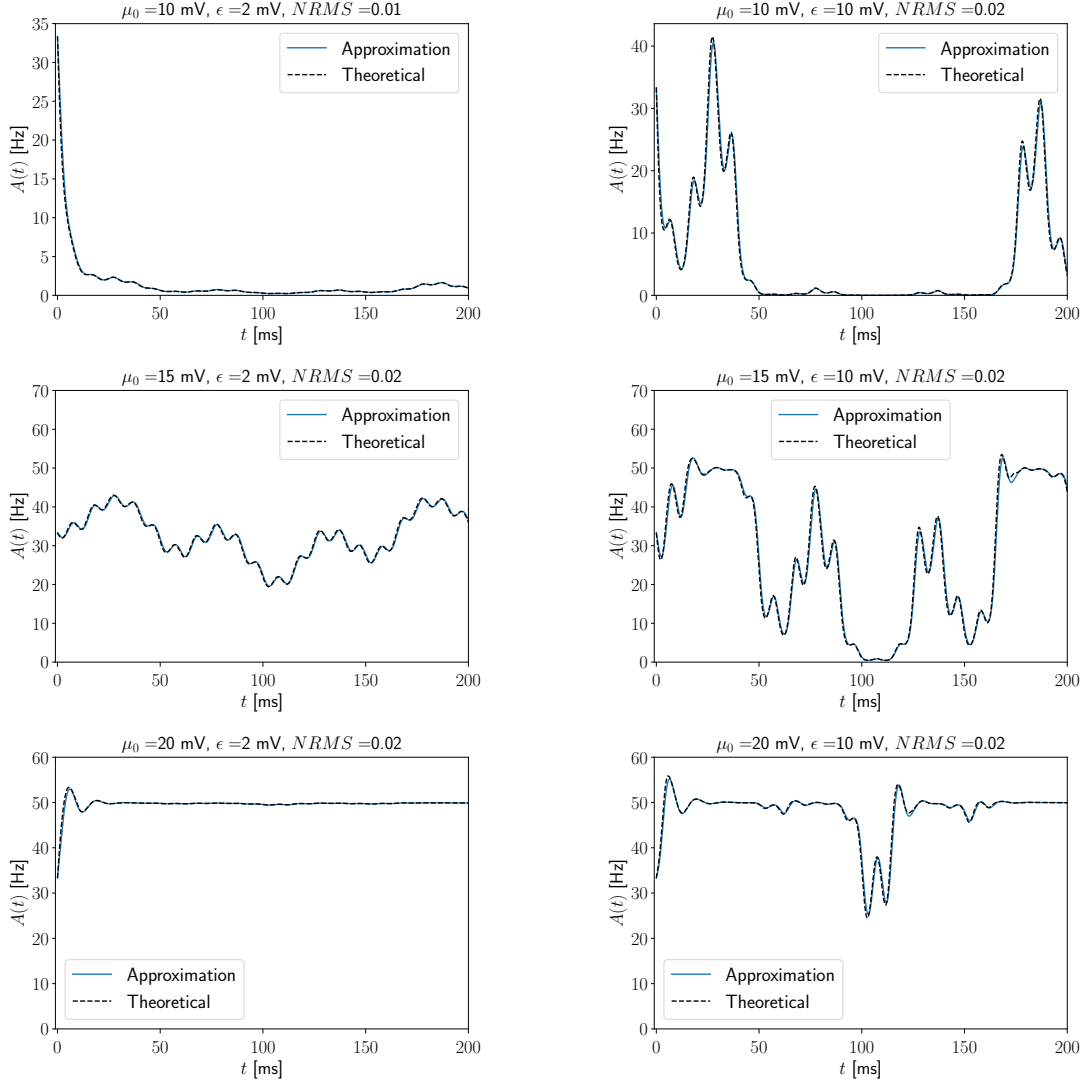 μ₀ =10 mV, ϵ =2 mV, NRMS =0.01
A(t) [Hz]
35
30
25
20
15
10
5
0
Approximation
Theoretical
0 50 100 150 200
t [ms]
μ₀ =10 mV, ϵ =10 mV, NRMS =0.02
A(t) [Hz]
40
30
20
10
0
Approximation
Theoretical
0 50 100 150 200
t [ms]
μ₀ =15 mV, ϵ =2 mV, NRMS =0.02
A(t) [Hz]
70
60
50
40
30
20
10
0
Approximation
Theoretical
0 50 100 150 200
t [ms]
μ₀ =15 mV, ϵ =10 mV, NRMS =0.02
A(t) [Hz]
70
60
50
40
30
20
10
0
Approximation
Theoretical
0 50 100 150 200
t [ms]
μ₀ =20 mV, ϵ =2 mV, NRMS =0.02
A(t) [Hz]
60
50
40
30
20
10
0
Approximation
Theoretical
0 50 100 150 200
t [ms]
μ₀ =20 mV, ϵ =10 mV, NRMS =0.02
A(t) [Hz]
60
50
40
30
20
10
0
Approximation
Theoretical
0 50 100 150 200
t [ms]